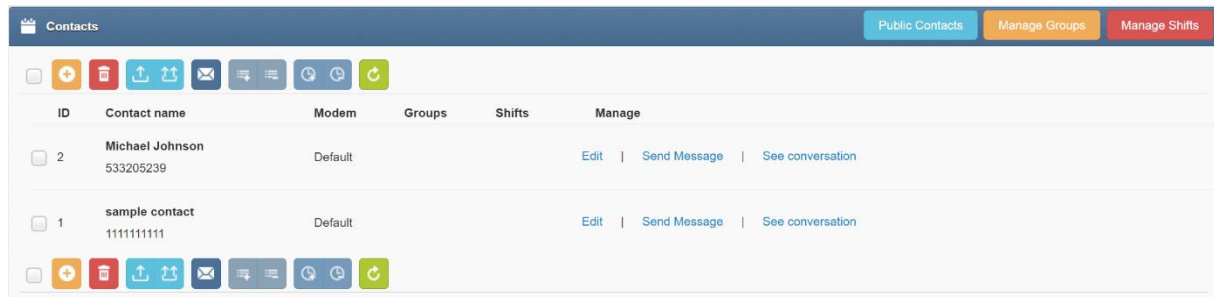 Contacts Public Contacts Manage Groups Manage Shifts
ID Contact name Modem Groups Shifts Manage
2 Michael Johnson Default Edit | Send Message | See conversation
533205239
1 sample contact Default Edit | Send Message | See conversation
1111111111